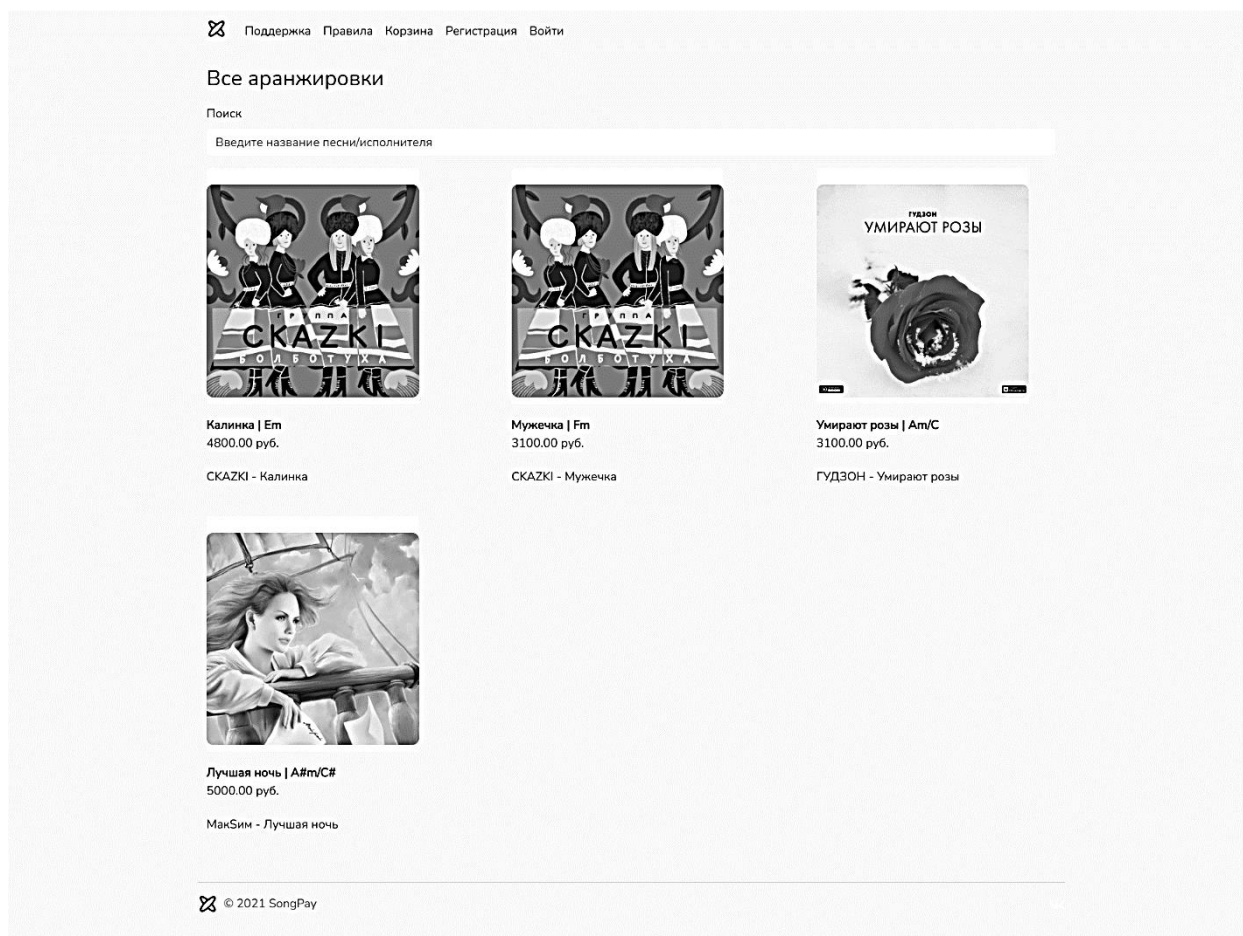 Поддержка Правила Корзина Регистрация Войти
Все аранжировки
Поиск
Введите название песни/исполнителя
ГРУППА
CKAZKI
БОЛБОТУХА
ГРУППА
CKAZKI
БОЛБОТУХА
ГУДЗОН
УМИРАЮТ РОЗЫ
Калинка | Em
4800.00 руб.
CKAZKI - Калинка
Мужечка | Fm
3100.00 руб.
CKAZKI - Мужечка
Умирают розы | Am/C
3100.00 руб.
ГУДЗОН - Умирают розы
Лучшая ночь | A#m/C#
5000.00 руб.
МакSим - Лучшая ночь
© 2021 SongPay